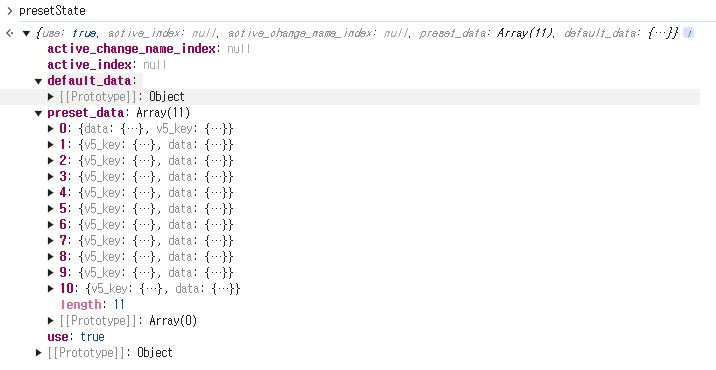 presetState
{use: true, active_index: null, active_change_name_index: null, preset_data: Array(11), default_data: {…}} i
active_change_name_index: null
active_index: null
default_data:
[[Prototype]]: Object
preset_data: Array(11)
0: {data: {…}, v5_key: {…}}
1: {v5_key: {…}, data: {…}}
2: {v5_key: {…}, data: {…}}
3: {v5_key: {…}, data: {…}}
4: {v5_key: {…}, data: {…}}
5: {v5_key: {…}, data: {…}}
6: {v5_key: {…}, data: {…}}
7: {v5_key: {…}, data: {…}}
8: {v5_key: {…}, data: {…}}
9: {v5_key: {…}, data: {…}}
10: {v5_key: {…}, data: {…}}
length: 11
[[Prototype]]: Array(0)
use: true
[[Prototype]]: Object